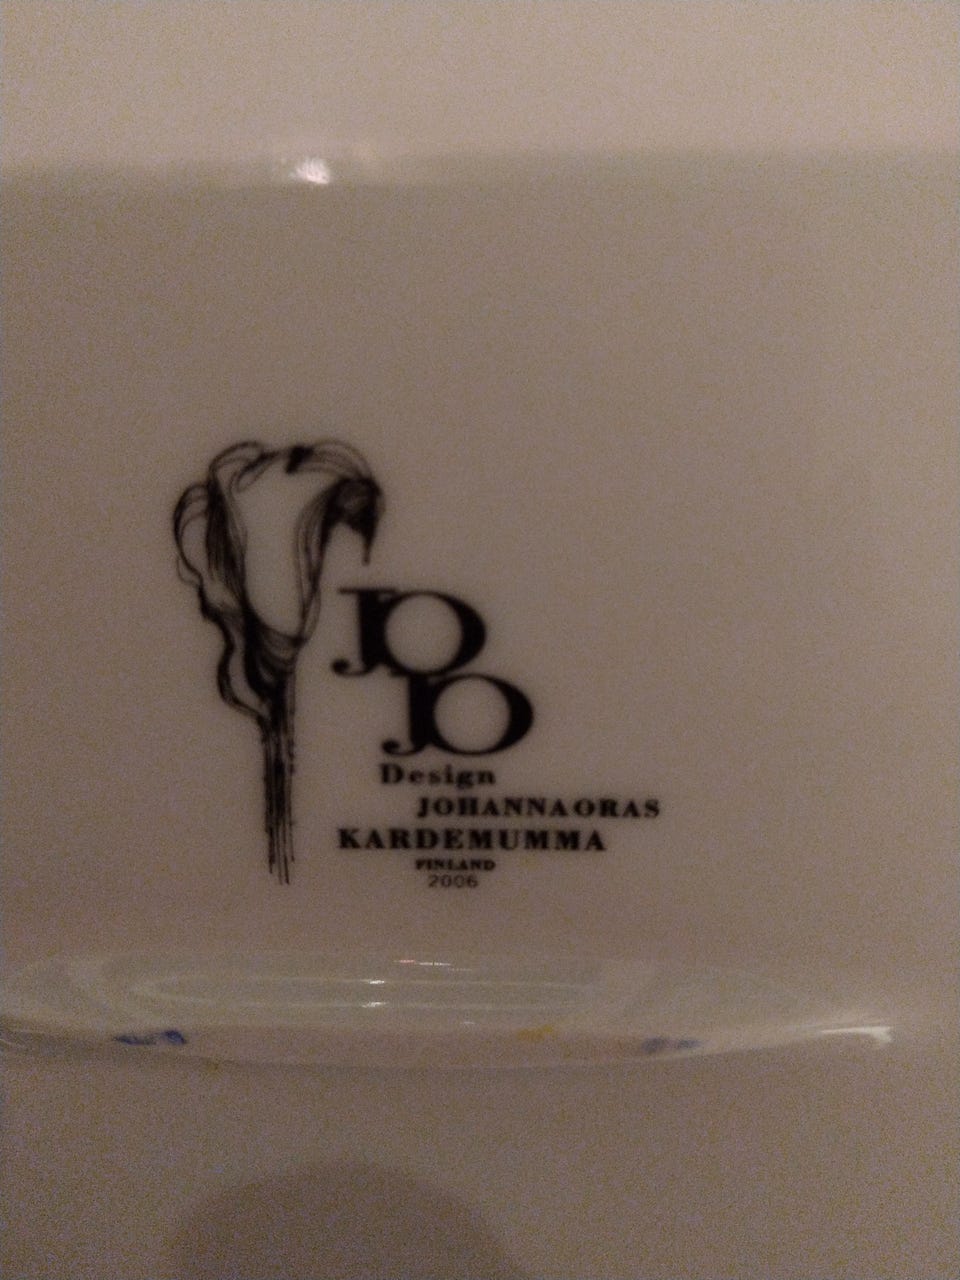 JO
JO
Design
JOHANNAORAS
KARDEMUMMA
FINLAND
2006